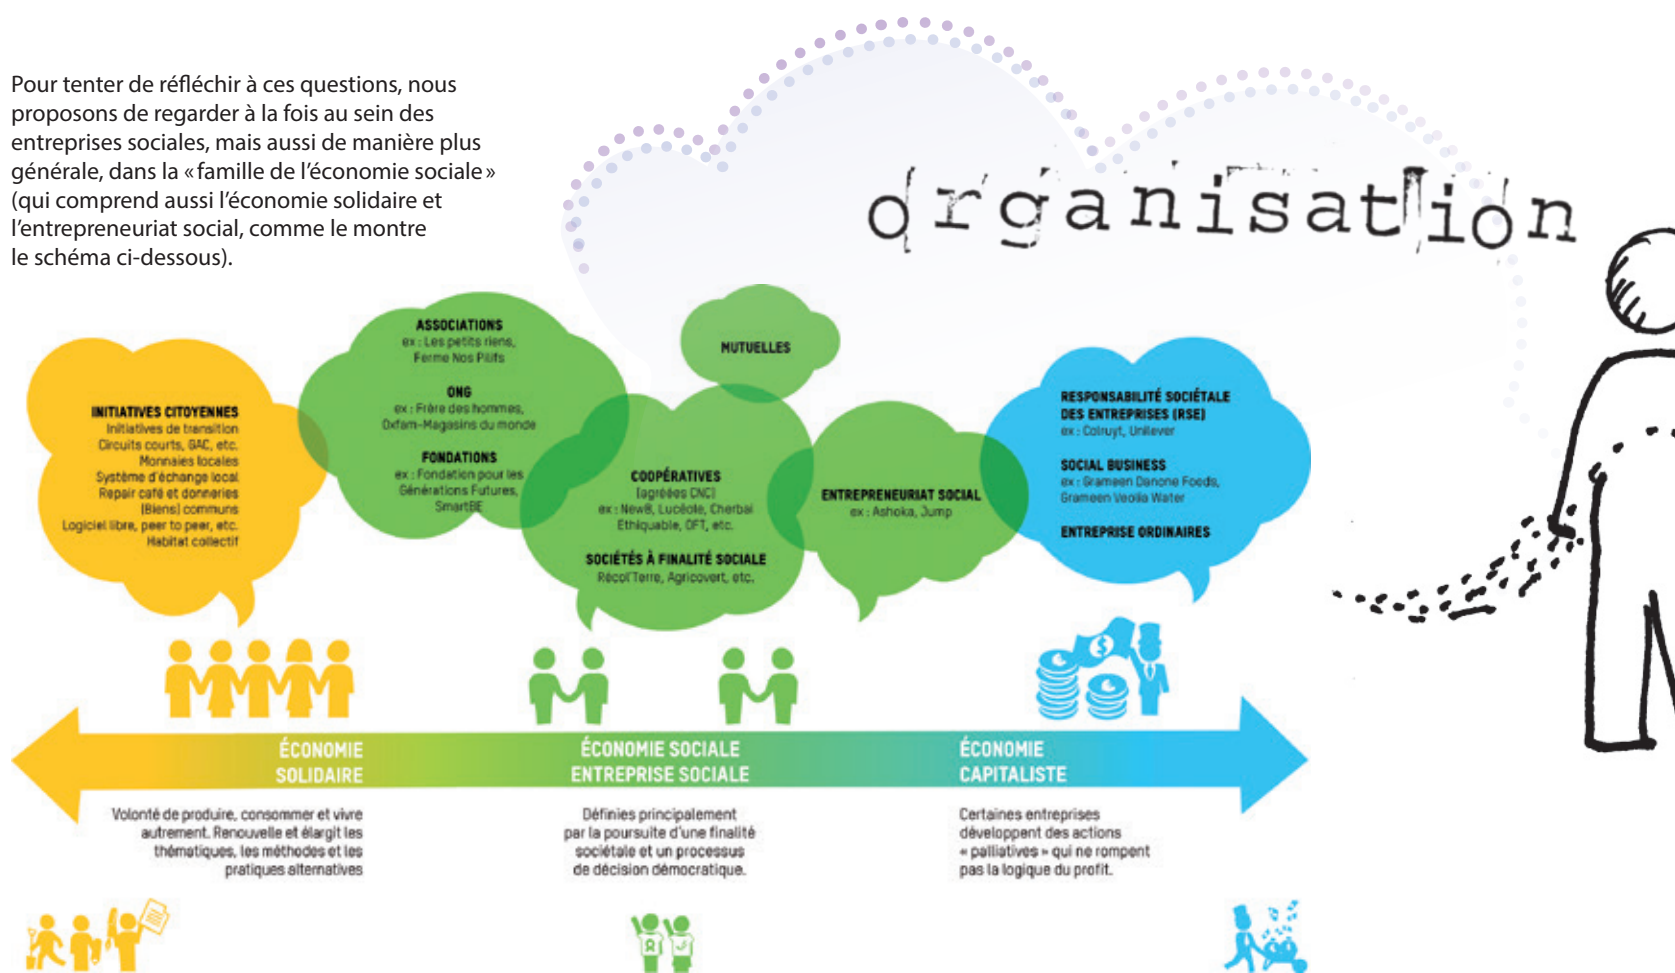 Pour tenter de réfléchir à ces questions, nous
proposons de regarder à la fois au sein des
entreprises sociales, mais aussi de manière plus
générale, dans la « famille de l’économie sociale »
(qui comprend aussi l’économie solidaire et
l’entrepreneuriat social, comme le montre
le schéma ci-dessous).
organisation
INITIATIVES CITOYENNES
Initiatives de transition
Circuits courts, GAC, etc.
Monnaies locales
Système d'échange local
Repair café et donneries
(Biens) communs
Logiciel libre, peer to peer, etc.
Habitat collectif
ASSOCIATIONS
ex : Les petits riens,
Ferme Nos Pilifs
ONG
ex : Frère des hommes,
Oxfam-Magasins du monde
FONDATIONS
ex : Fondation pour les
Générations Futures,
SmartBE
MUTUELLES
COOPÉRATIVES
(agréées CNC)
ex : NewB, Lucéole, Cherbai
Ethiquable, OFT, etc.
SOCIÉTÉS À FINALITÉ SOCIALE
Récol'Terre, Agricovert, etc.
ENTREPRENEURIAT SOCIAL
ex : Ashoka, Jump
RESPONSABILITÉ SOCIÉTALE
DES ENTREPRISES (RSE)
ex : Colruyt, Unilever
SOCIAL BUSINESS
ex : Grameen Danone Foods,
Grameen Veolia Water
ENTREPRISE ORDINAIRES
ÉCONOMIE
SOLIDAIRE
ÉCONOMIE SOCIALE
ENTREPRISE SOCIALE
ÉCONOMIE
CAPITALISTE
Volonté de produire, consommer et vivre
autrement. Renouvelle et élargit les
thématiques, les méthodes et les
pratiques alternatives
Définies principalement
par la poursuite d'une finalité
sociétale et un processus
de décision démocratique.
Certaines entreprises
développent des actions
« palliatives » qui ne rompent
pas la logique du profit.